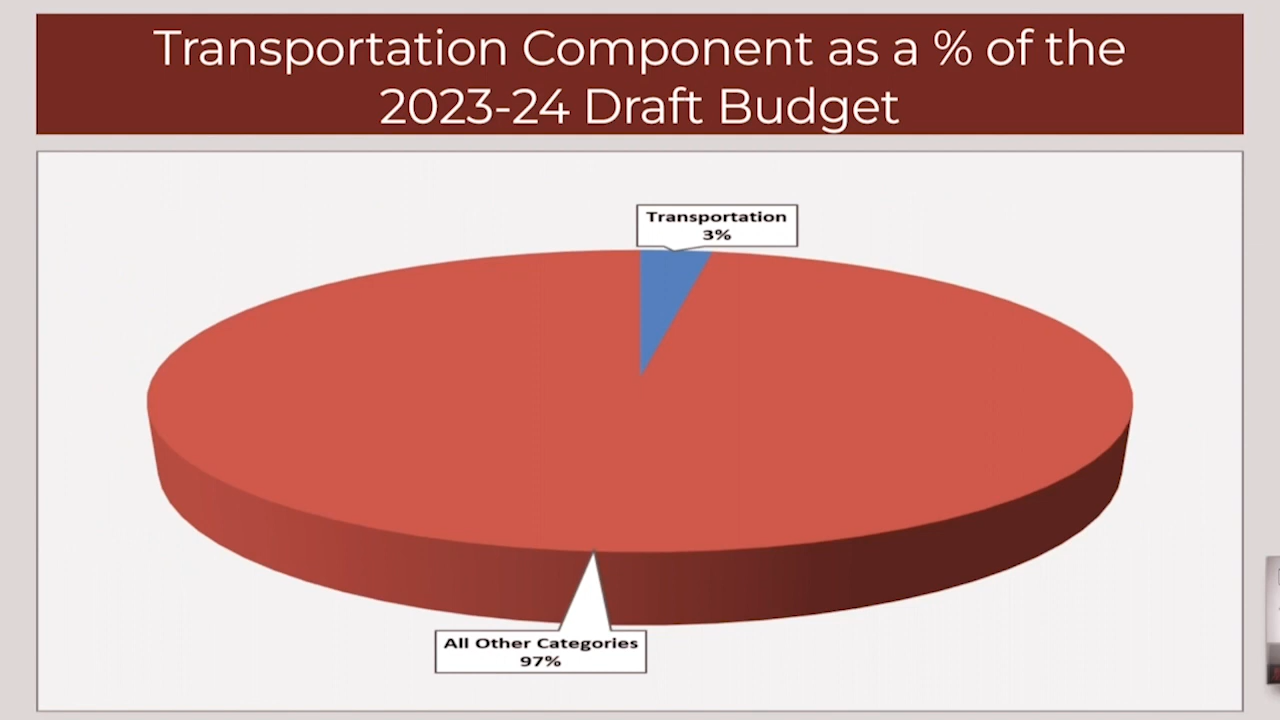 Transportation Component as a % of the
2023-24 Draft Budget
Transportation
3%
All Other Categories
97%